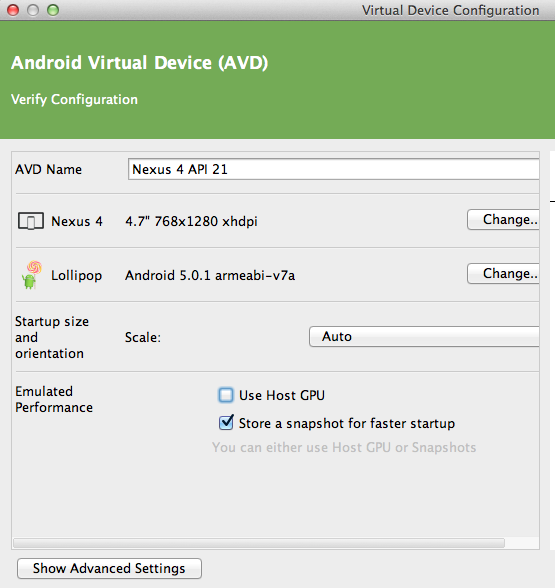 Virtual Device Configuration
Android Virtual Device (AVD)
Verify Configuration
AVD Name Nexus 4 API 21
Nexus 4 4.7" 768x1280 xhdpi Change..
Lollipop Android 5.0.1 armeabi-v7a Change..
Startup size
and
orientation
Scale: Auto
Emulated
Performance
Use Host GPU
Store a snapshot for faster startup
You can either use Host GPU or Snapshots
Show Advanced Settings